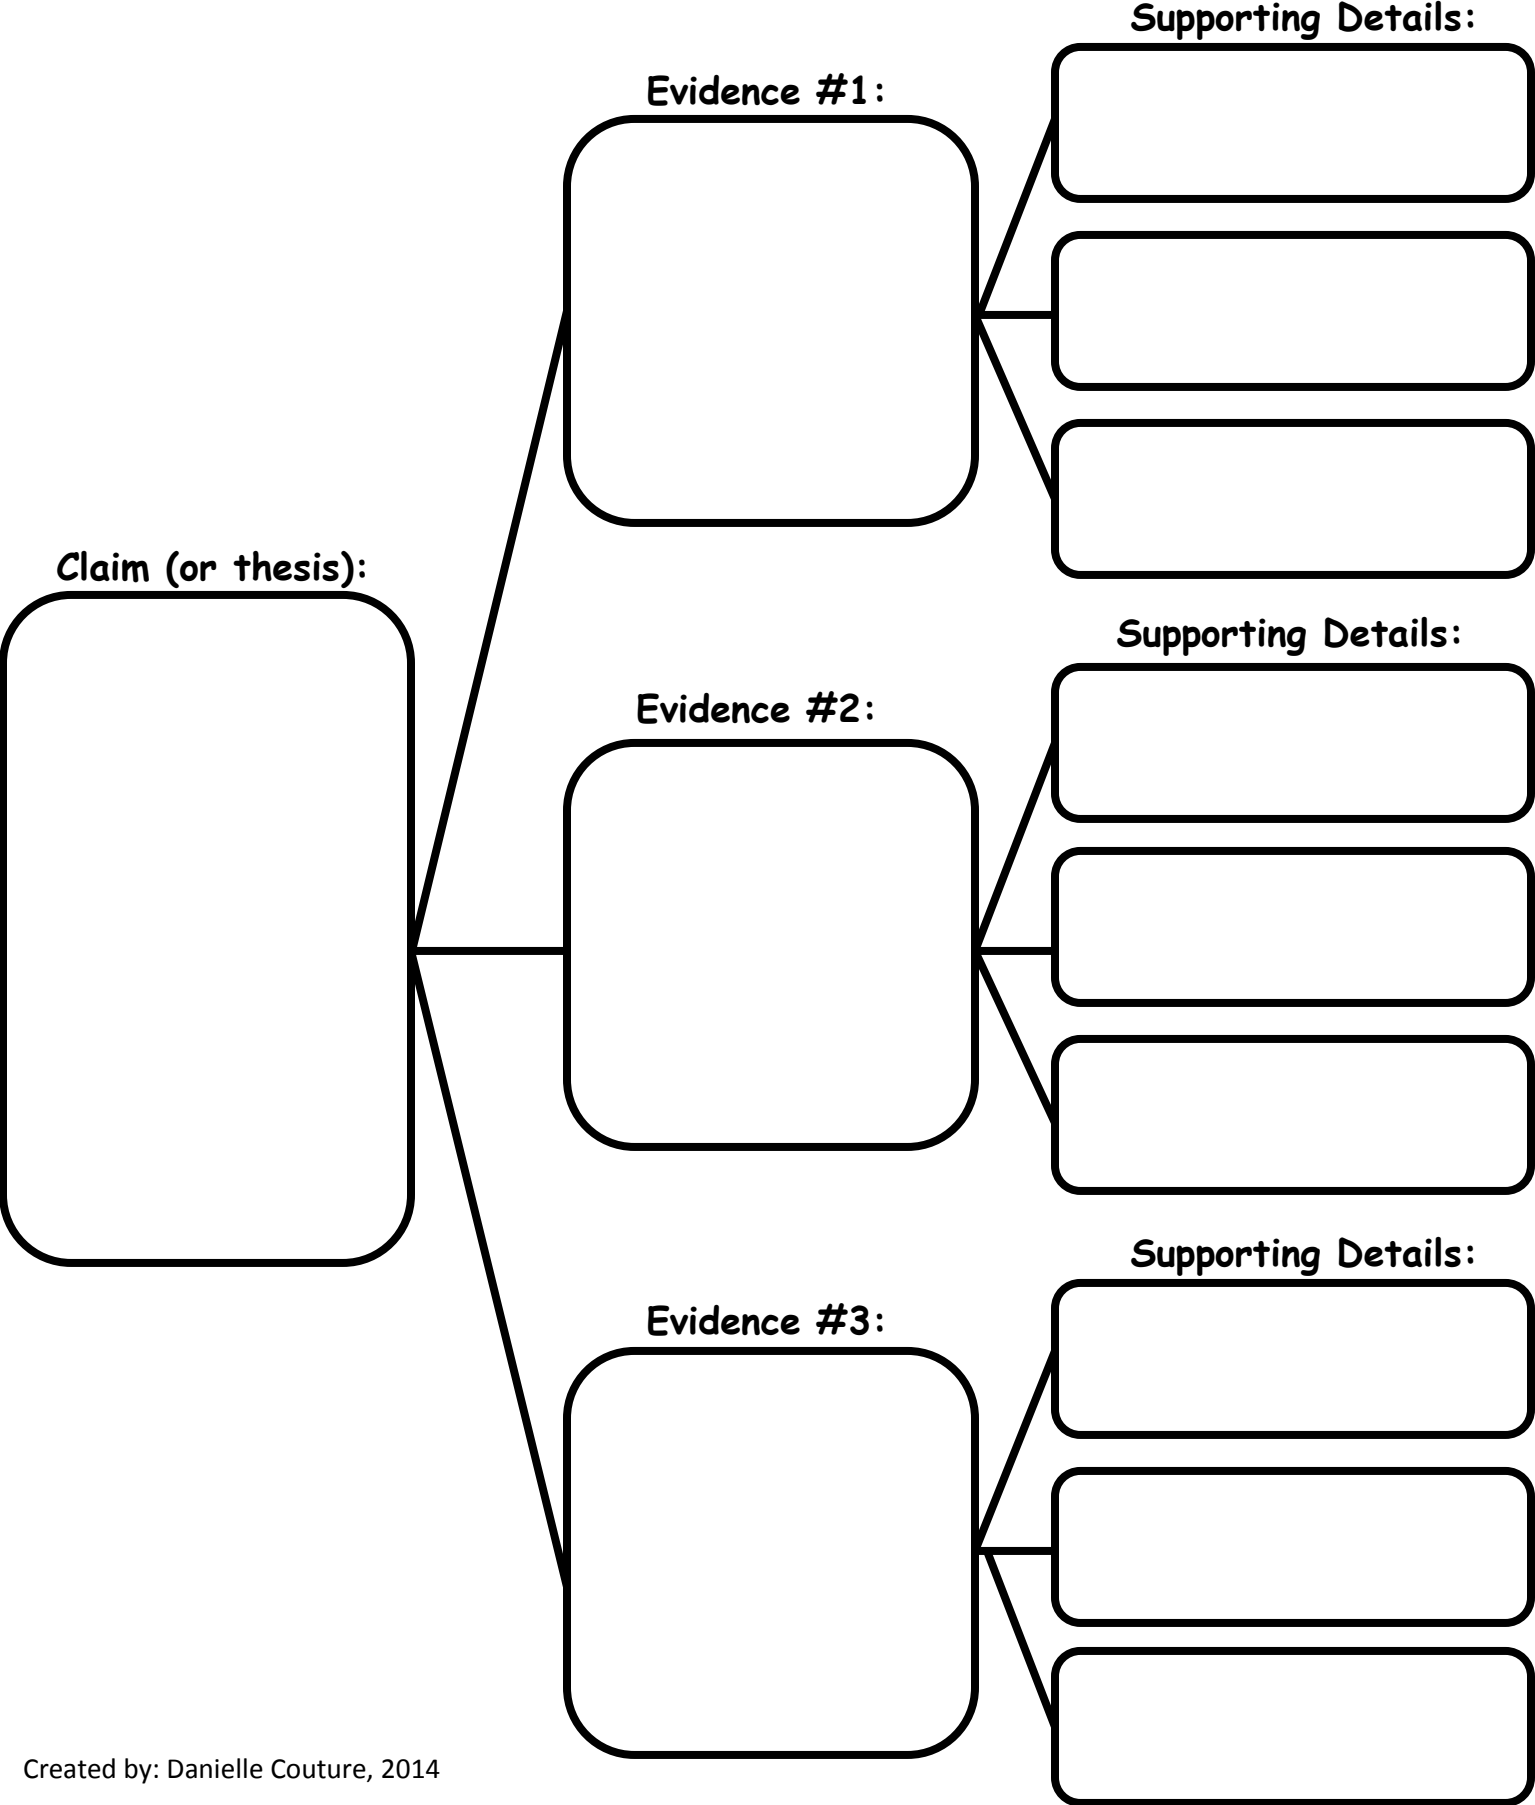 Supporting Details:
Evidence #1:
Claim (or thesis):
Supporting Details:
Evidence #2:
Supporting Details:
Evidence #3:
Created by: Danielle Couture, 2014